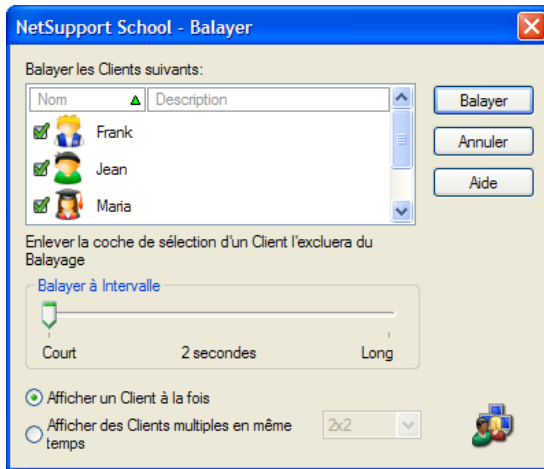 NetSupport School - Balayer
Balayer les Clients suivants:
Nom Description
Balayer
Frank
Annuler
Jean
Aide
Maria
Enlever la coche de sélection d'un Client l'excluera du
Balayage
Balayer à Intervalle
Court 2 secondes Long
Afficher un Client à la fois
Afficher des Clients multiples en même
temps
2x2